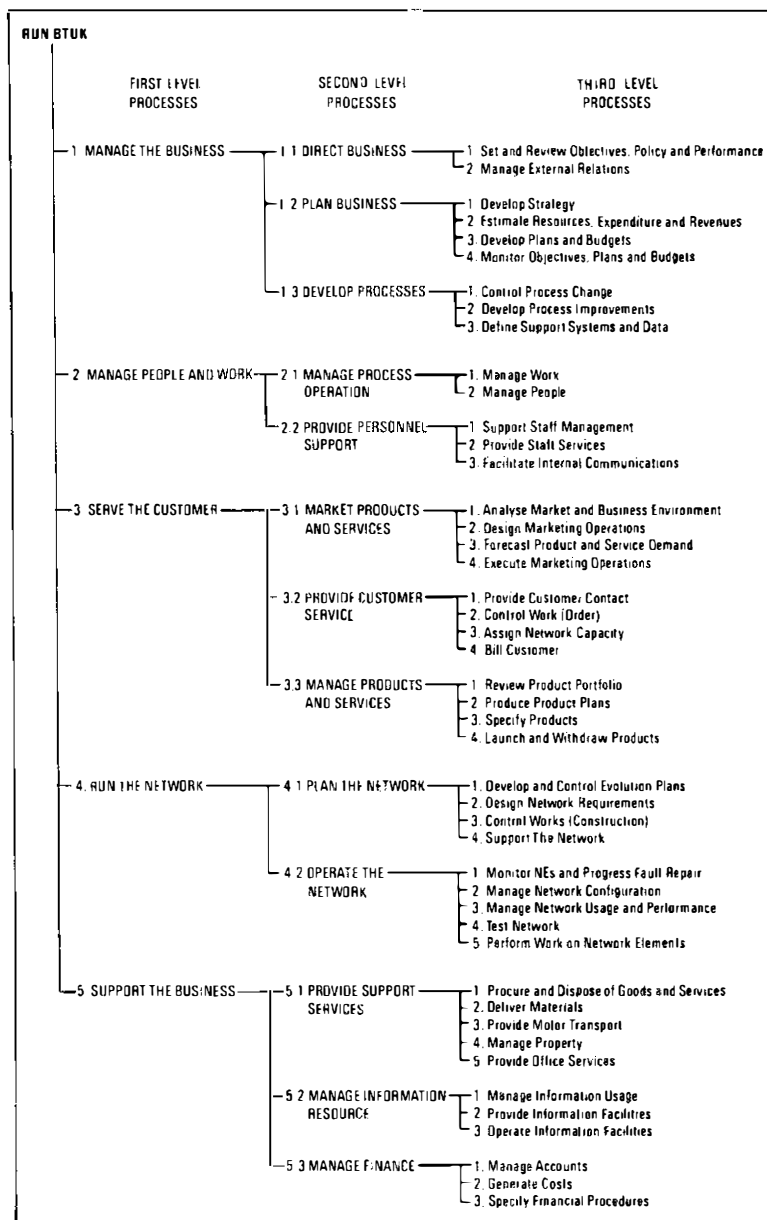 RUN BTUK
FIRST LEVEL PROCESSES
SECOND LEVEL PROCESSES
THIRD LEVEL PROCESSES
1 MANAGE THE BUSINESS
1 1 DIRECT BUSINESS
1 Set and Review Objectives, Policy and Performance
2 Manage External Relations
1 2 PLAN BUSINESS
1 Develop Strategy
2 Estimate Resources, Expenditure and Revenues
3. Develop Plans and Budgets
4. Monitor Objectives, Plans and Budgets
1 3 DEVELOP PROCESSES
1. Control Process Change
2 Develop Process Improvements
3. Define Support Systems and Data
2 MANAGE PEOPLE AND WORK
2 1 MANAGE PROCESS
OPERATION
1. Manage Work
2 Manage People
2.2 PROVIDE PERSONNEL
SUPPORT
1 Support Staff Management
2 Provide Staff Services
3. Facilitate Internal Communications
3 SERVE THE CUSTOMER
3 1 MARKET PRODUCTS
AND SERVICES
1. Analyse Market and Business Environment
2. Design Marketing Operations
3. Forecast Product and Service Demand
4. Execute Marketing Operations
3.2 PROVIDE CUSTOMER
SERVICE
1. Provide Customer Contact
2. Control Work (Order)
3. Assign Network Capacity
4 Bill Customer
3.3 MANAGE PRODUCTS
AND SERVICES
1 Review Product Portfolio
2 Produce Product Plans
3. Specify Products
4. Launch and Withdraw Products
4. RUN THE NETWORK
4 1 PLAN THE NETWORK
1. Develop and Control Evolution Plans
2. Design Network Requirements
3. Control Works (Construction)
4. Support The Network
4 2 OPERATE THE
NETWORK
1 Monitor NEs and Progress Fault Repair
2 Manage Network Configuration
3. Manage Network Usage and Performance
4. Test Network
5 Perform Work on Network Elements
5 SUPPORT THE BUSINESS
5 1 PROVIDE SUPPORT
SERVICES
1 Procure and Dispose of Goods and Services
2. Deliver Materials
3. Provide Motor Transport
4. Manage Property
5 Provide Office Services
5 2 MANAGE INFORMATION
RESOURCE
1 Manage Information Usage
2 Provide Information Facilities
3 Operate Information Facilities
5 3 MANAGE FINANCE
1. Manage Accounts
2. Generate Costs
3. Specify Financial Procedures